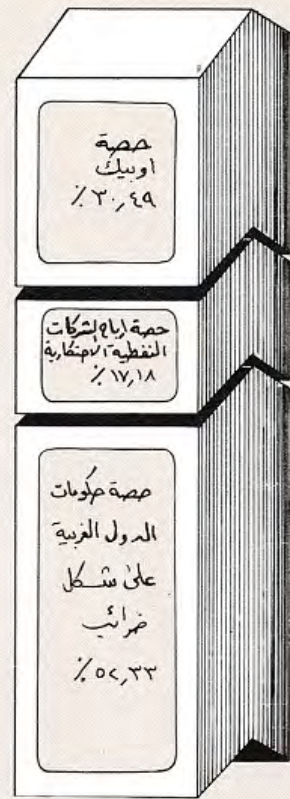 حصة
اوبيك
٣٠,٤٩ ٪
حصة ارباح الشركات
النفطية الاحتكارية
١٧,١٨ ٪
حصة حكومات
الدول الغربية
على شكل
ضرائب
٥٢,٣٣ ٪